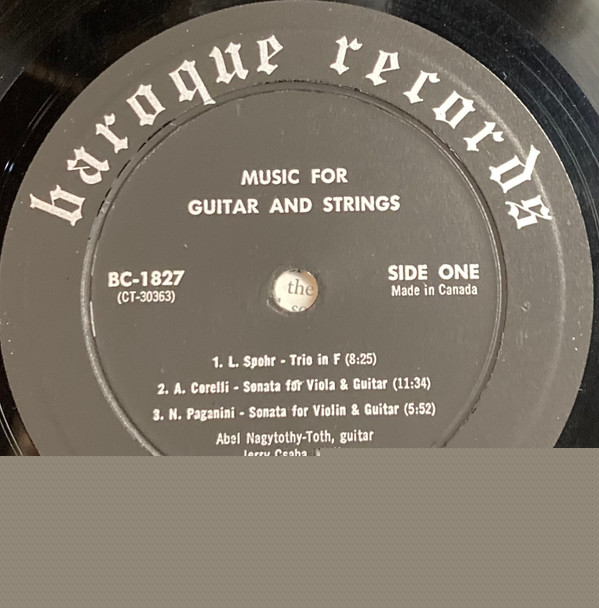 baroque records
MUSIC FOR
GUITAR AND STRINGS
BC-1827
(CT-30363)
SIDE ONE
Made in Canada
the
1. L. Spohr - Trio in F (8:25)
2. A. Corelli - Sonata for Viola & Guitar (11:34)
3. N. Paganini - Sonata for Violin & Guitar (5:52)
Abel Nagytothy-Toth, guitar
Jerry Csaba,